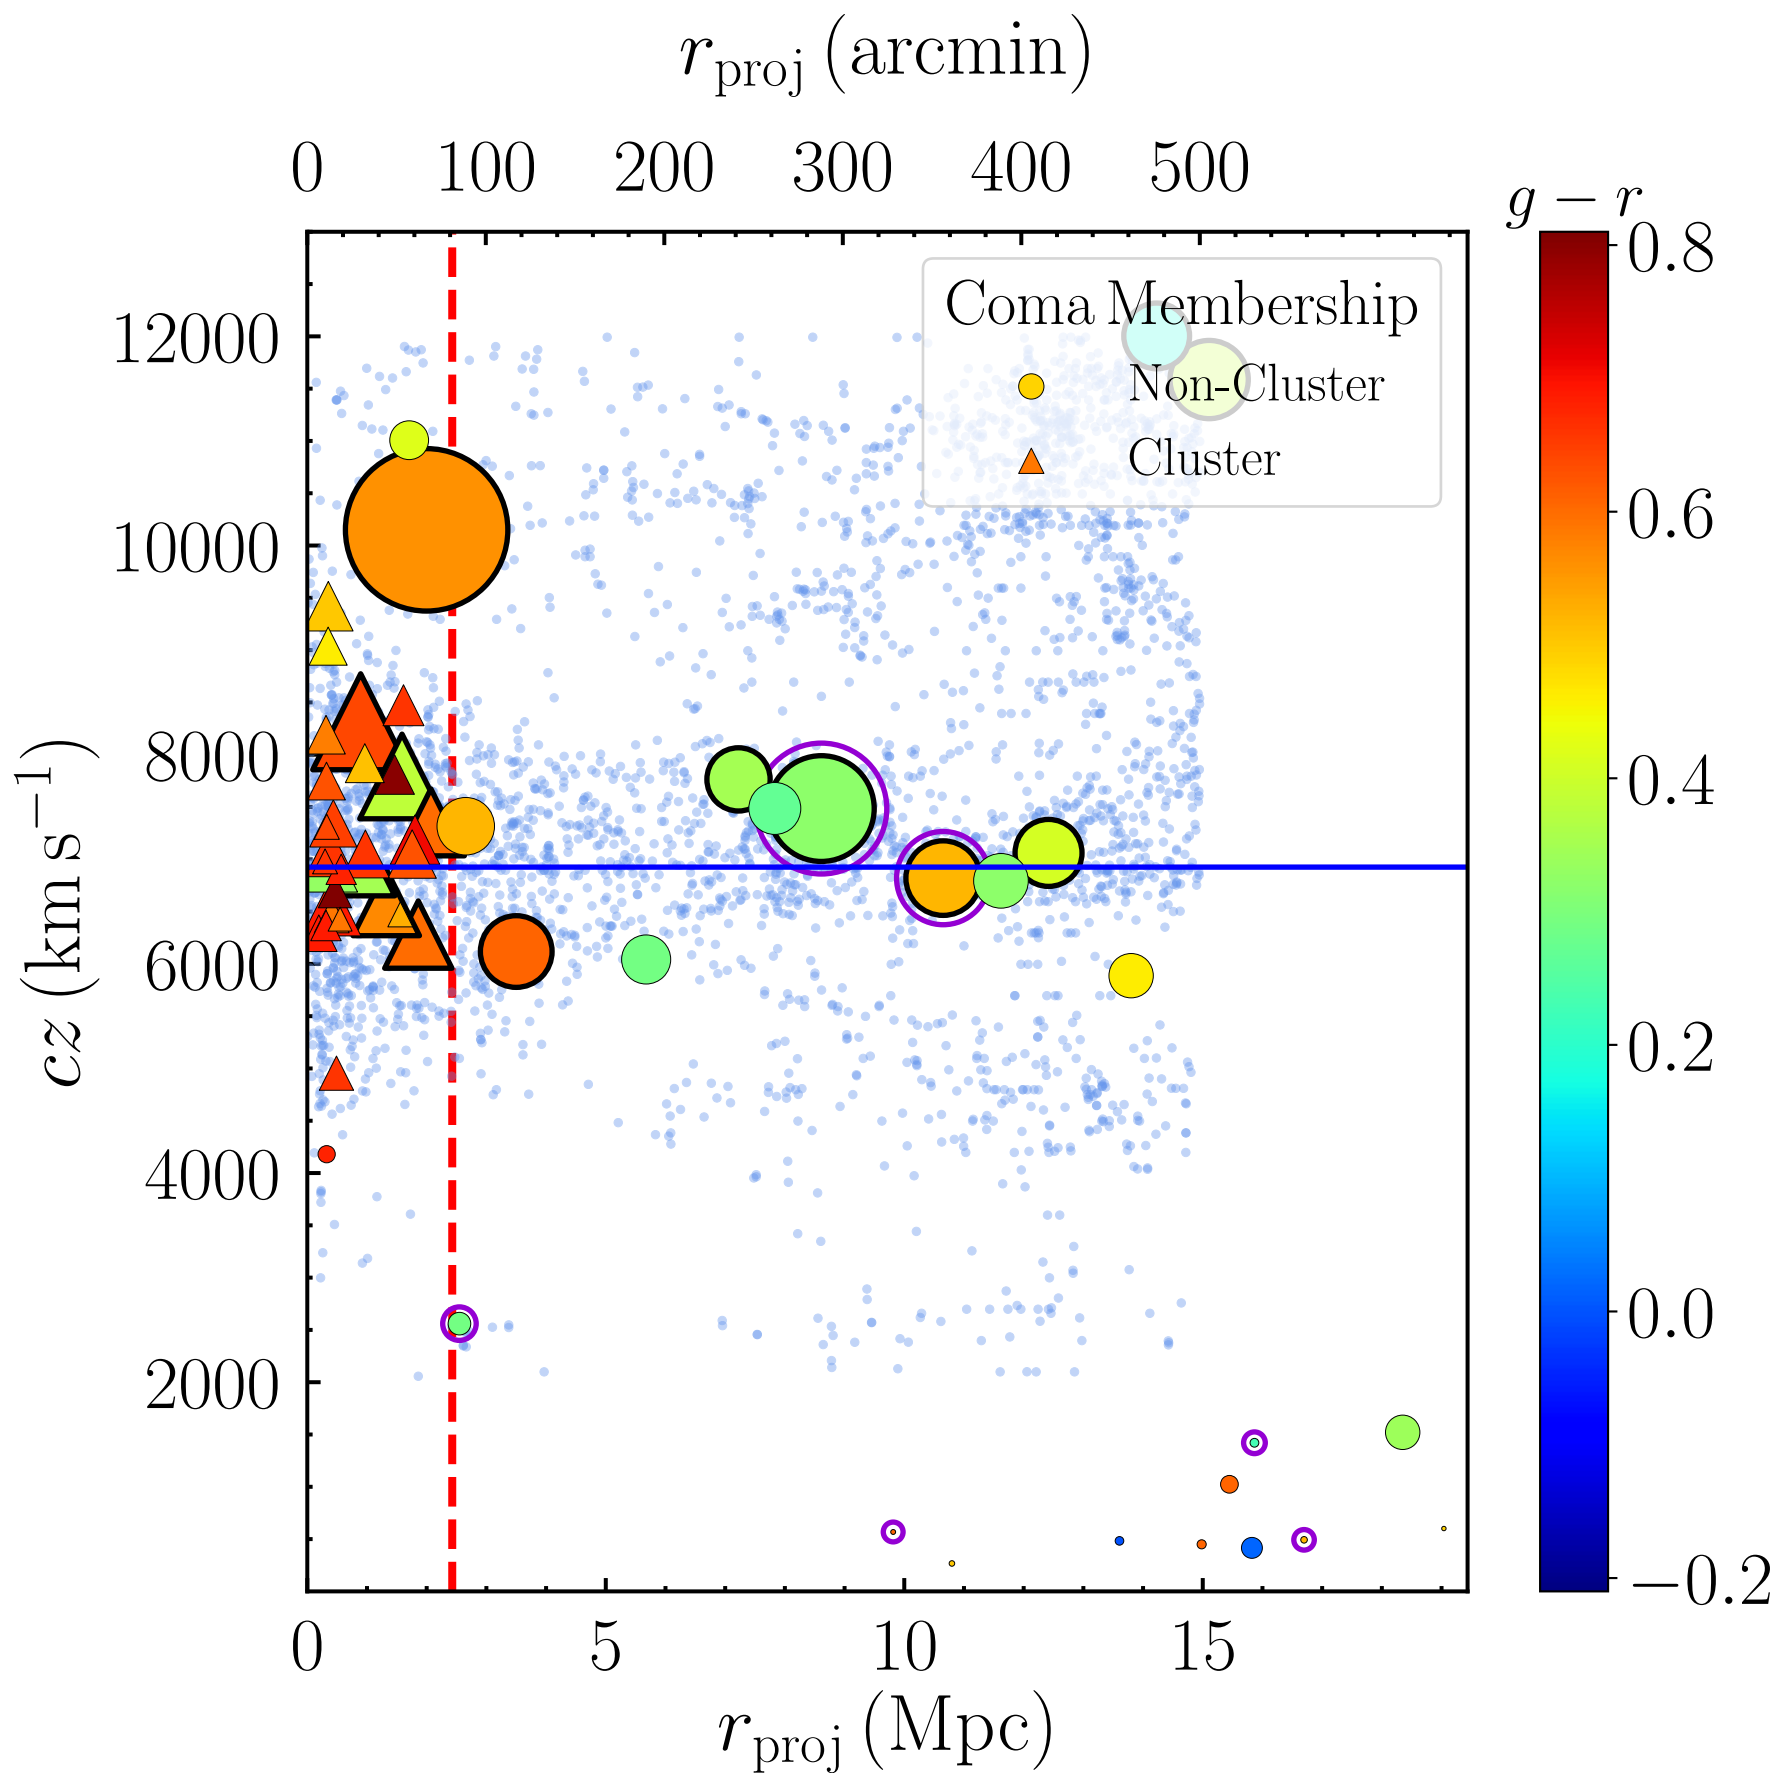 r_proj (arcmin)
0 100 200 300 400 500
g − r
Coma Membership
Non-Cluster
Cluster
12000
10000
8000
6000
4000
2000
cz (km s⁻¹)
0.8
0.6
0.4
0.2
0.0
−0.2
0 5 10 15
r_proj (Mpc)